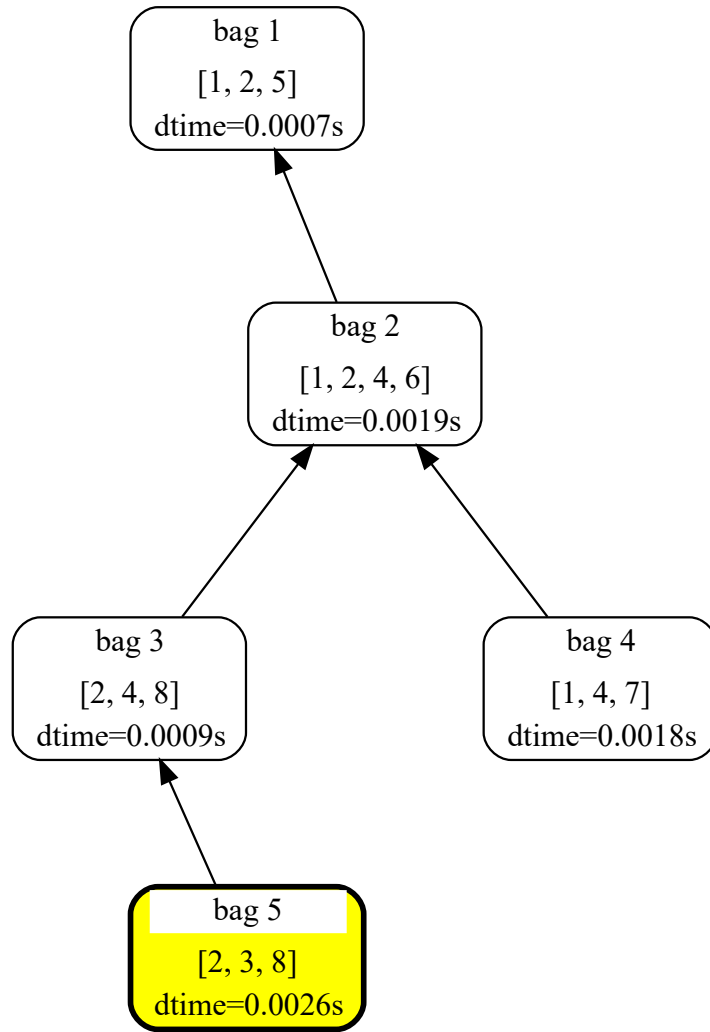 bag 1
[1, 2, 5]
dtime=0.0007s
bag 2
[1, 2, 4, 6]
dtime=0.0019s
bag 3
[2, 4, 8]
dtime=0.0009s
bag 4
[1, 4, 7]
dtime=0.0018s
bag 5
[2, 3, 8]
dtime=0.0026s